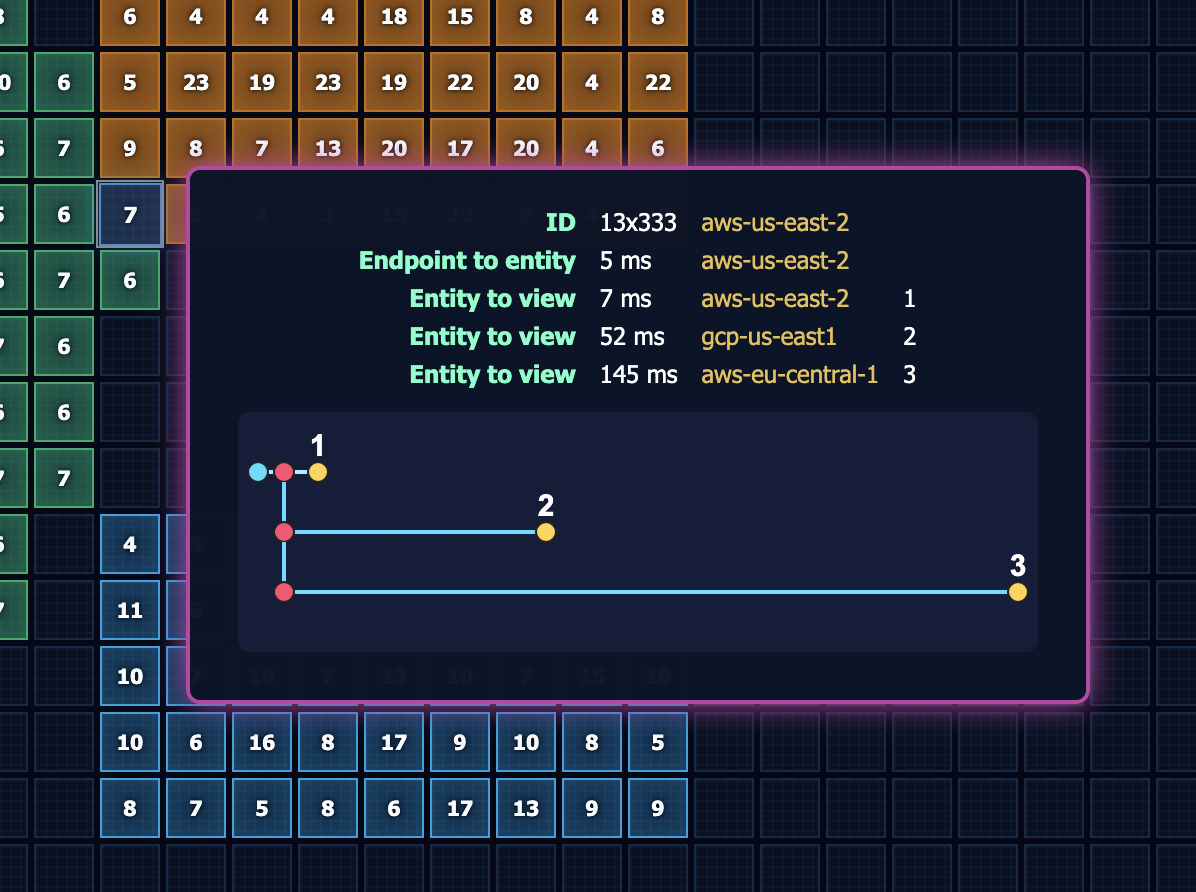 6 4 4 4 18 15 8 4 8
6 5 23 19 23 19 22 20 4 22
7 9 8 7 13 20 17 20 4 6
6 7
ID 13x333 aws-us-east-2
Endpoint to entity 5 ms aws-us-east-2
7 6
Entity to view 7 ms aws-us-east-2 1
6
Entity to view 52 ms gcp-us-east1 2
Entity to view 145 ms aws-eu-central-1 3
6
1
7
2
4
3
11
10
10 6 16 8 17 9 10 8 5
8 7 5 8 6 17 13 9 9